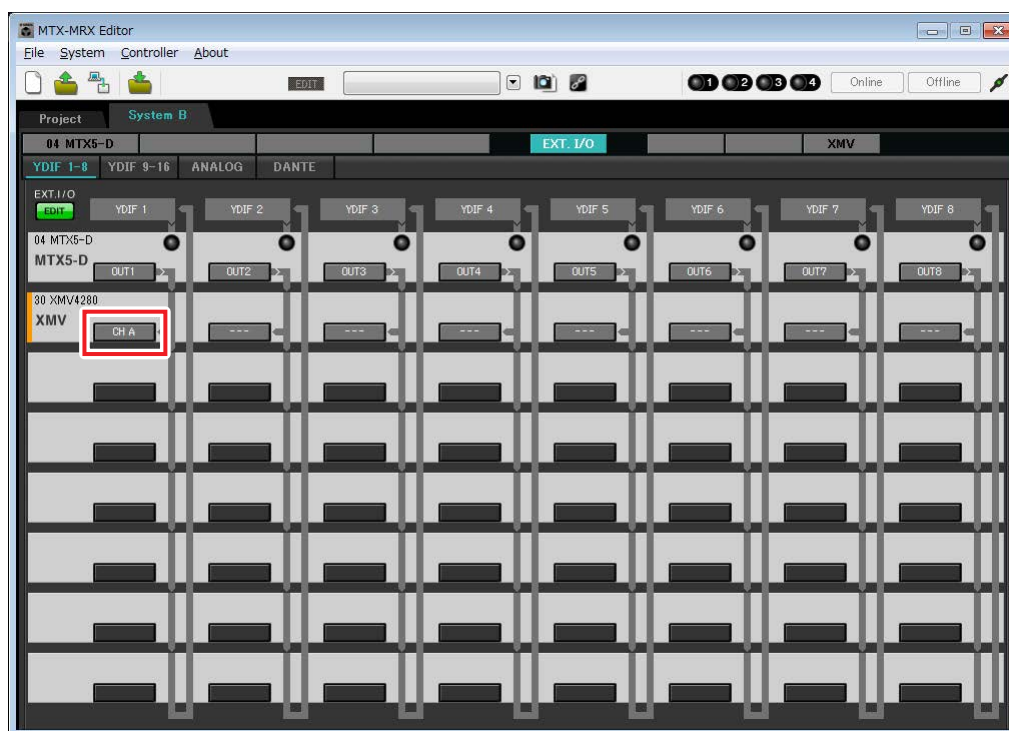 MTX-MRX Editor
File System Controller About
EDIT 1 2 3 4 Online Offline
Project System B
04 MTX5-D EXT. I/O XMV
YDIF 1-8 YDIF 9-16 ANALOG DANTE
EXT.I/O
EDIT YDIF 1 YDIF 2 YDIF 3 YDIF 4 YDIF 5 YDIF 6 YDIF 7 YDIF 8
04 MTX5-D
MTX5-D
OUT1 OUT2 OUT3 OUT4 OUT5 OUT6 OUT7 OUT8
30 XMV4280
XMV
CH A --- --- --- --- --- --- ---